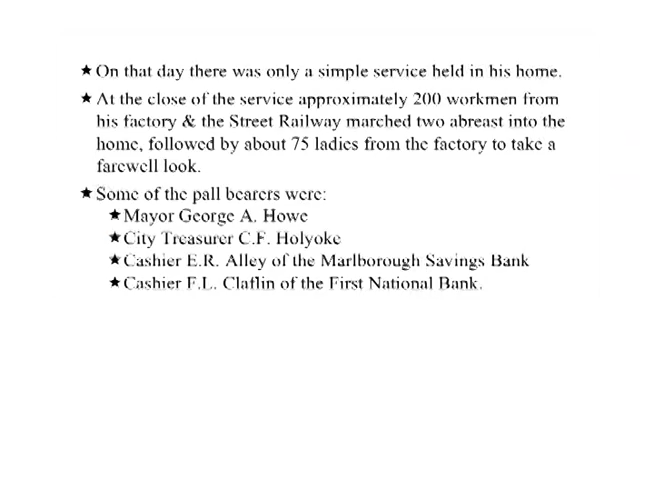 ★ On that day there was only a simple service held in his home.
★ At the close of the service approximately 200 workmen from
his factory & the Street Railway marched two abreast into the
home, followed by about 75 ladies from the factory to take a
farewell look.
★ Some of the pall bearers were:
★ Mayor George A. Howe
★ City Treasurer C.F. Holyoke
★ Cashier E.R. Alley of the Marlborough Savings Bank
★ Cashier F.L. Claflin of the First National Bank.